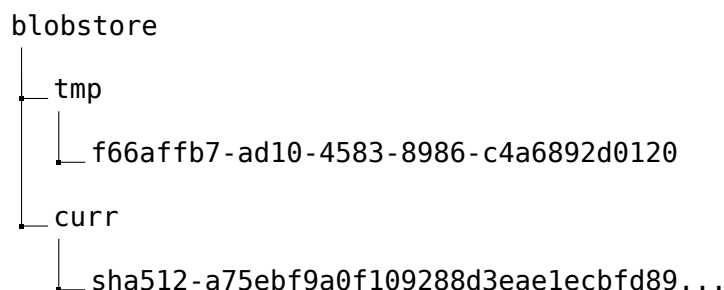 blobstore
tmp
f66affb7-ad10-4583-8986-c4a6892d0120
curr
sha512-a75ebf9a0f109288d3eae1ecbfd89...